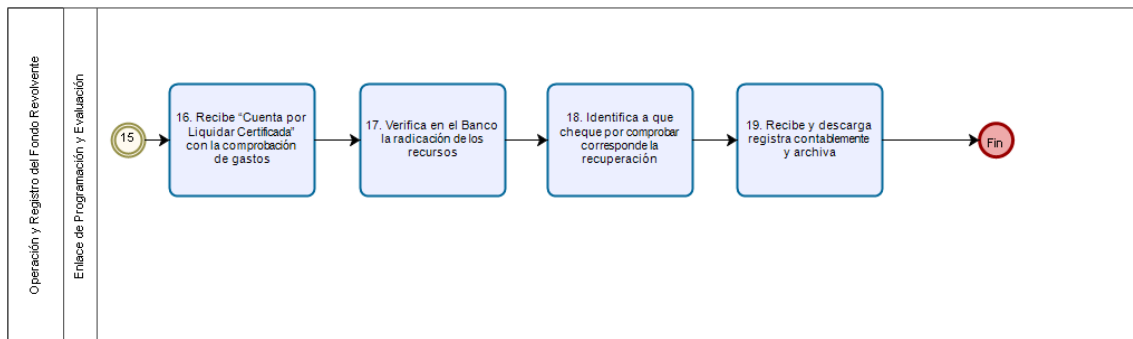 Operación y Registro del Fondo Revolvente
Enlace de Programación y Evaluación
15
16. Recibe “Cuenta por
Liquidar Certificada”
con la comprobación
de gastos
17. Verifica en el Banco
la radicación de los
recursos
18. Identifica a que
cheque por comprobar
corresponde la
recuperación
19. Recibe y descarga
registra contablemente
y archiva
Fin